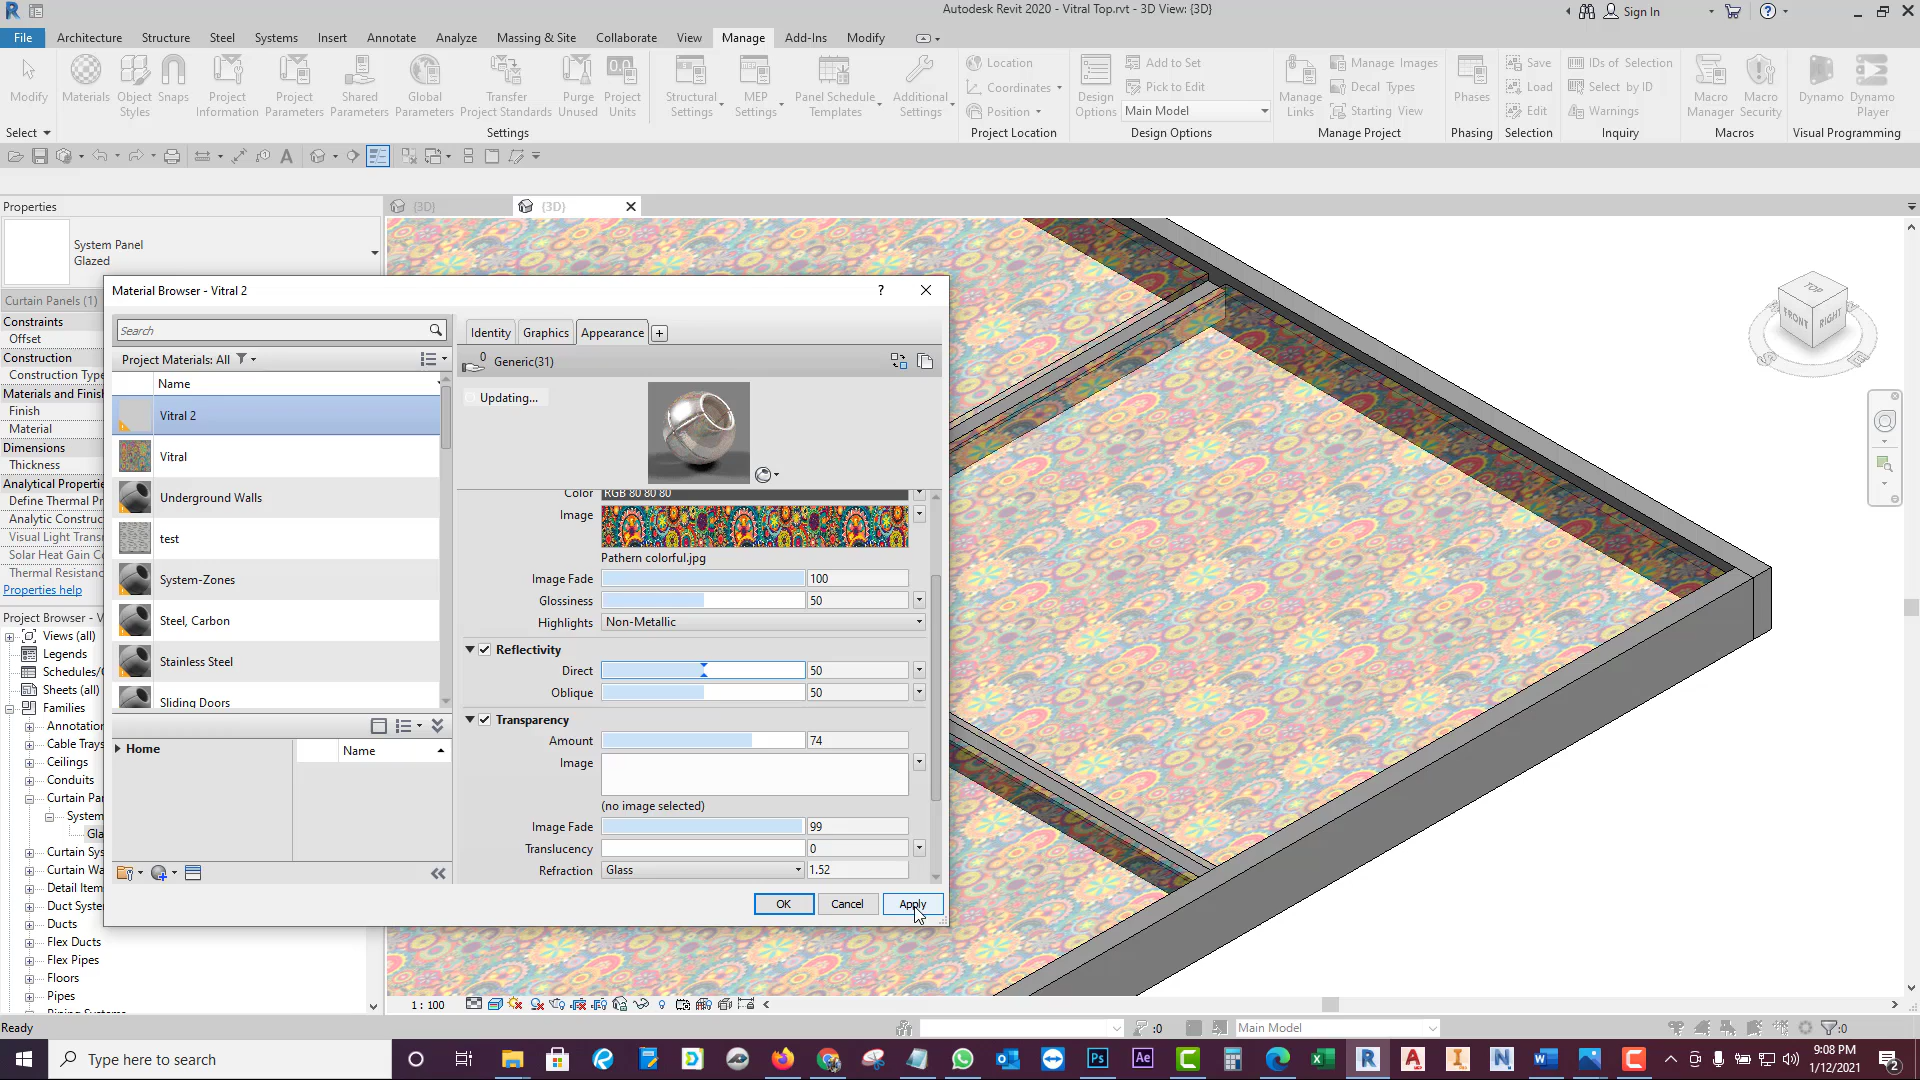 Autodesk Revit 2020 - Vitral Top.rvt - 3D View: {3D}
Sign In
File
Architecture
Structure
Steel
Systems
Insert
Annotate
Analyze
Massing & Site
Collaborate
View
Manage
Add-Ins
Modify
Modify
Materials
Object Styles
Snaps
Project Information
Project Parameters
Shared Parameters
Global Parameters
Transfer Project Standards
Purge Unused
Project Units
Structural Settings
MEP Settings
Panel Schedule Templates
Additional Settings
Location
Coordinates
Position
Design Options
Add to Set
Pick to Edit
Main Model
Manage Links
Manage Images
Decal Types
Starting View
Phases
Save
Load
Edit
IDs of Selection
Select by ID
Warnings
Macro Manager
Macro Security
Dynamo
Dynamo Player
Select
Settings
Project Location
Design Options
Manage Project
Phasing
Selection
Inquiry
Macros
Visual Programming
Properties
{3D}
{3D}
System Panel
Glazed
Curtain Panels (1)
Constraints
Offset
Construction
Construction Type
Materials and Finish
Finish
Material
Dimensions
Thickness
Analytical Properti
Define Thermal Pr
Analytic Construc
Visual Light Transr
Solar Heat Gain Co
Thermal Resistanc
Properties help
Project Browser - V
Views (all)
Legends
Schedules/
Sheets (all)
Families
Annotation
Cable Trays
Ceilings
Conduits
Curtain Par
System
Gla
Curtain Sys
Curtain Wa
Detail Item
Duct Syster
Ducts
Flex Ducts
Flex Pipes
Floors
Pipes
Material Browser - Vitral 2
?
Search
Project Materials: All
Name
Vitral 2
Vitral
Underground Walls
test
System-Zones
Steel, Carbon
Stainless Steel
Sliding Doors
Home
Name
Identity
Graphics
Appearance
0
Generic(31)
Updating...
Color RGB 80 80 80
Image
Pathern colorful.jpg
Image Fade 100
Glossiness 50
Highlights Non-Metallic
Reflectivity
Direct 50
Oblique 50
Transparency
Amount 74
Image
(no image selected)
Image Fade 99
Translucency 0
Refraction Glass 1.52
OK
Cancel
Apply
TOP
FRONT
RIGHT
S
E
1 : 100
Ready
:0
Main Model
:0
Type here to search
9:08 PM
1/12/2021
2